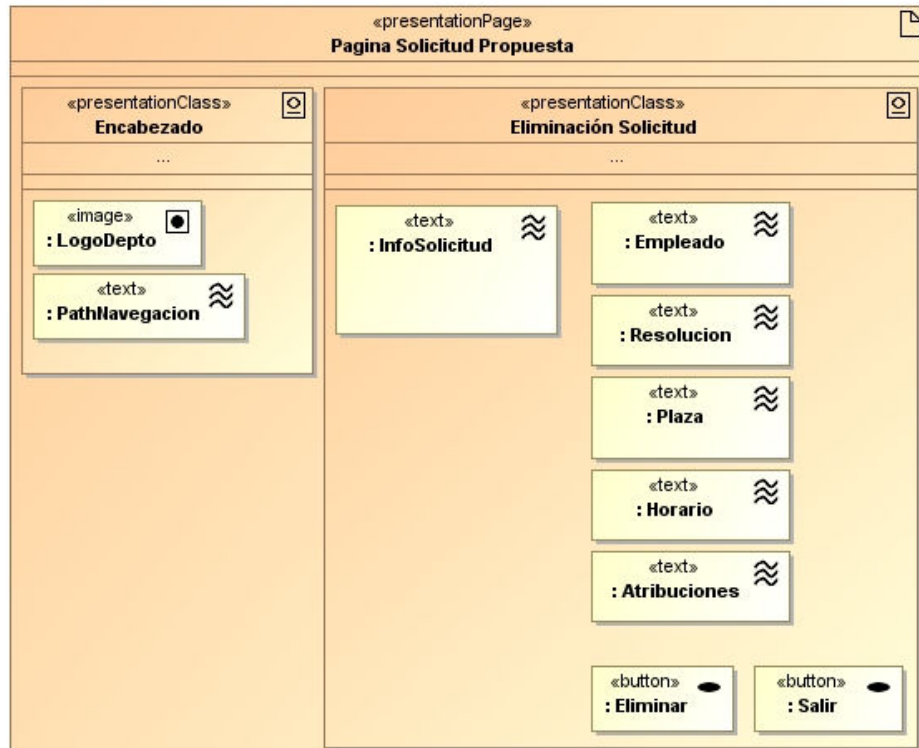 «presentationPage»
Pagina Solicitud Propuesta
«presentationClass»
Encabezado
...
«image»
: LogoDepto
«text»
: PathNavegacion
«presentationClass»
Eliminación Solicitud
...
«text»
: InfoSolicitud
«text»
: Empleado
«text»
: Resolucion
«text»
: Plaza
«text»
: Horario
«text»
: Atribuciones
«button»
: Eliminar
«button»
: Salir